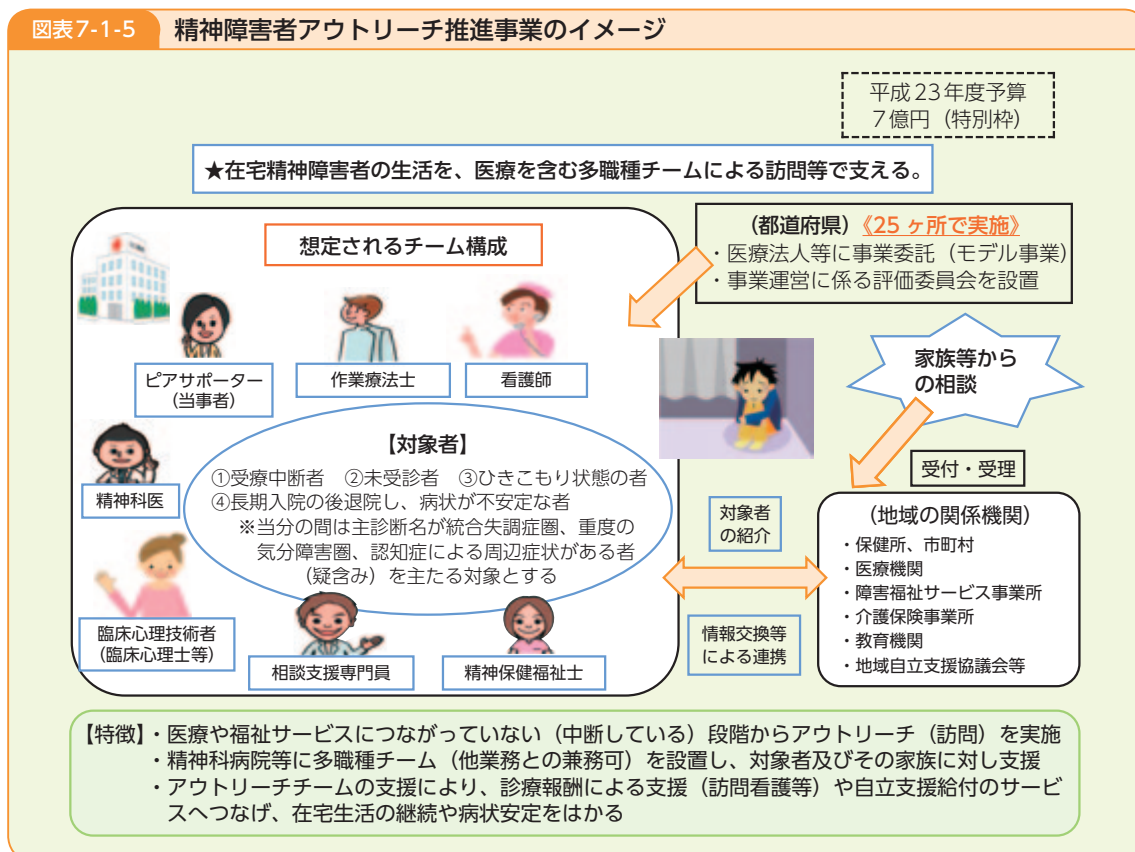 図表7-1-5 精神障害者アウトリーチ推進事業のイメージ
平成23年度予算
7億円（特別枠）
★在宅精神障害者の生活を、医療を含む多職種チームによる訪問等で支える。
想定されるチーム構成
（都道府県）《25 ヶ所で実施》
・医療法人等に事業委託（モデル事業）
・事業運営に係る評価委員会を設置
ピアサポーター
（当事者）
作業療法士
看護師
家族等から
の相談
【対象者】
①受療中断者 ②未受診者 ③ひきこもり状態の者
④長期入院の後退院し、病状が不安定な者
※当分の間は主診断名が統合失調症圏、重度の
気分障害圏、認知症による周辺症状がある者
（疑含み）を主たる対象とする
精神科医
臨床心理技術者
（臨床心理士等）
相談支援専門員
精神保健福祉士
受付・受理
対象者
の紹介
情報交換等
による連携
（地域の関係機関）
・保健所、市町村
・医療機関
・障害福祉サービス事業所
・介護保険事業所
・教育機関
・地域自立支援協議会等
【特徴】・医療や福祉サービスにつながっていない（中断している）段階からアウトリーチ（訪問）を実施
・精神科病院等に多職種チーム（他業務との兼務可）を設置し、対象者及びその家族に対し支援
・アウトリーチチームの支援により、診療報酬による支援（訪問看護等）や自立支援給付のサービ
スへつなげ、在宅生活の継続や病状安定をはかる